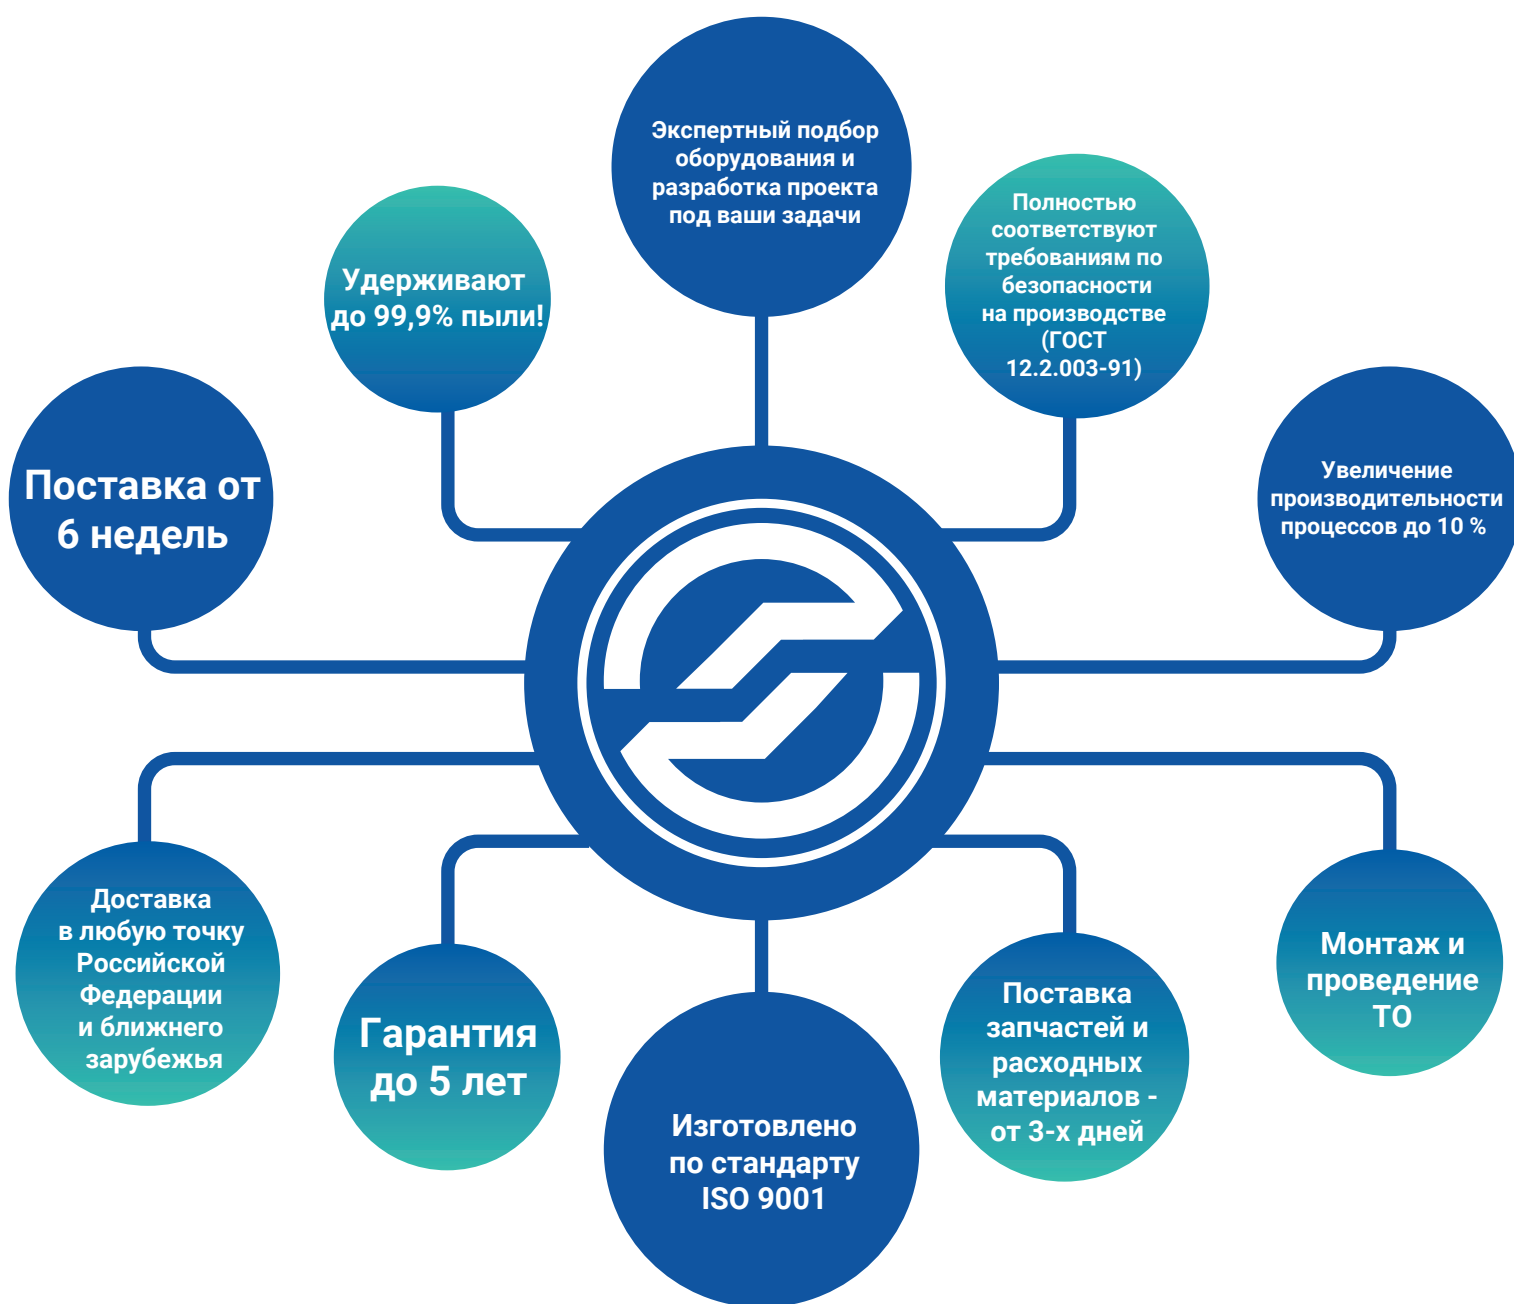 Экспертный подбор
оборудования и
разработка проекта
под ваши задачи
Удерживают
до 99,9% пыли!
Полностью
соответствуют
требованиям по
безопасности
на производстве
(ГОСТ
12.2.003-91)
Поставка от
6 недель
Увеличение
производительности
процессов до 10 %
Доставка
в любую точку
Российской
Федерации
и ближнего
зарубежья
Гарантия
до 5 лет
Изготовлено
по стандарту
ISO 9001
Поставка
запчастей и
расходных
материалов -
от 3-х дней
Монтаж и
проведение
ТО